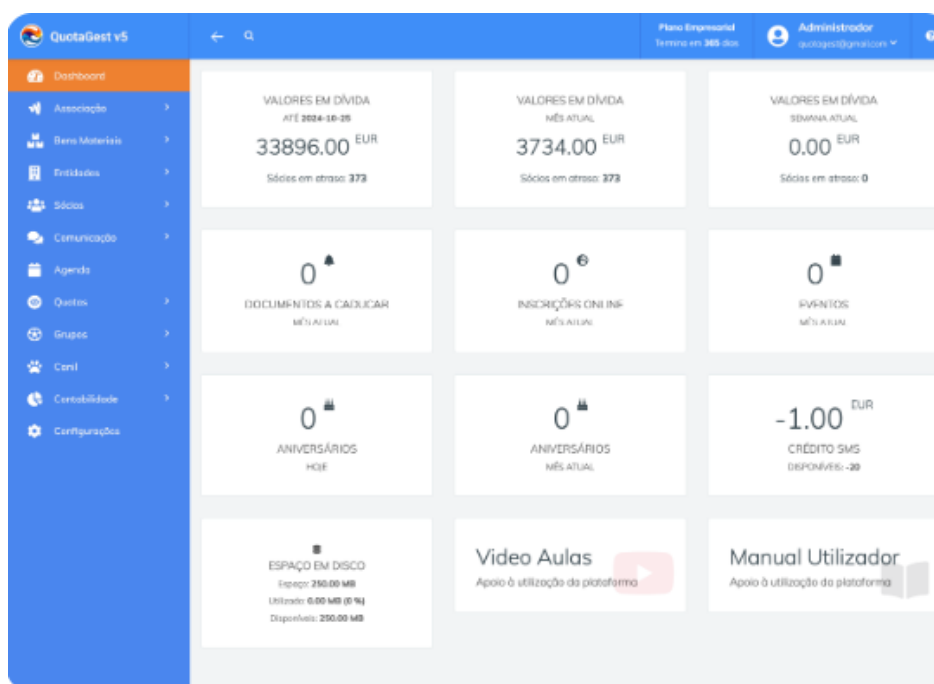 QuotaGest v5
Plano Empresarial
Termina em 365 dias
Administrador
quotagest@gmail.com
Dashboard
Associação
Bens Materiais
Entidades
Sócios
Comunicação
Agenda
Quotas
Grupos
Canil
Contabilidade
Configurações
VALORES EM DÍVIDA
ATÉ 2024-10-25
33896.00 EUR
Sócios em atraso: 373
VALORES EM DÍVIDA
MÊS ATUAL
3734.00 EUR
Sócios em atraso: 373
VALORES EM DÍVIDA
SEMANA ATUAL
0.00 EUR
Sócios em atraso: 0
0
DOCUMENTOS A CADUCAR
MÊS ATUAL
0
INSCRIÇÕES ONLINE
MÊS ATUAL
0
EVENTOS
MÊS ATUAL
0
ANIVERSÁRIOS
HOJE
0
ANIVERSÁRIOS
MÊS ATUAL
-1.00 EUR
CRÉDITO SMS
DISPONÍVEIS: -20
ESPAÇO EM DISCO
Espaço: 250.00 MB
Utilizado: 0.00 MB (0 %)
Disponíveis: 250.00 MB
Video Aulas
Apoio à utilização da plataforma
Manual Utilizador
Apoio à utilização da plataforma